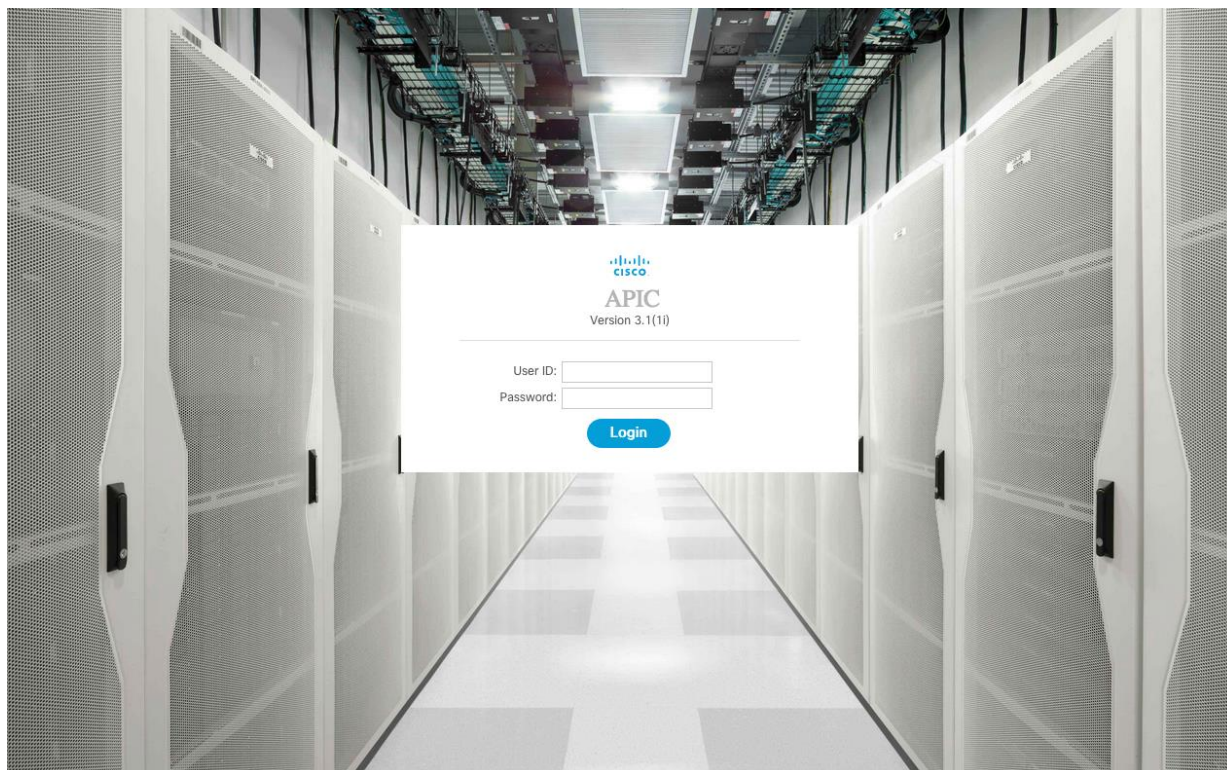 CISCO
APIC
Version 3.1(1i)
User ID:
Password:
Login